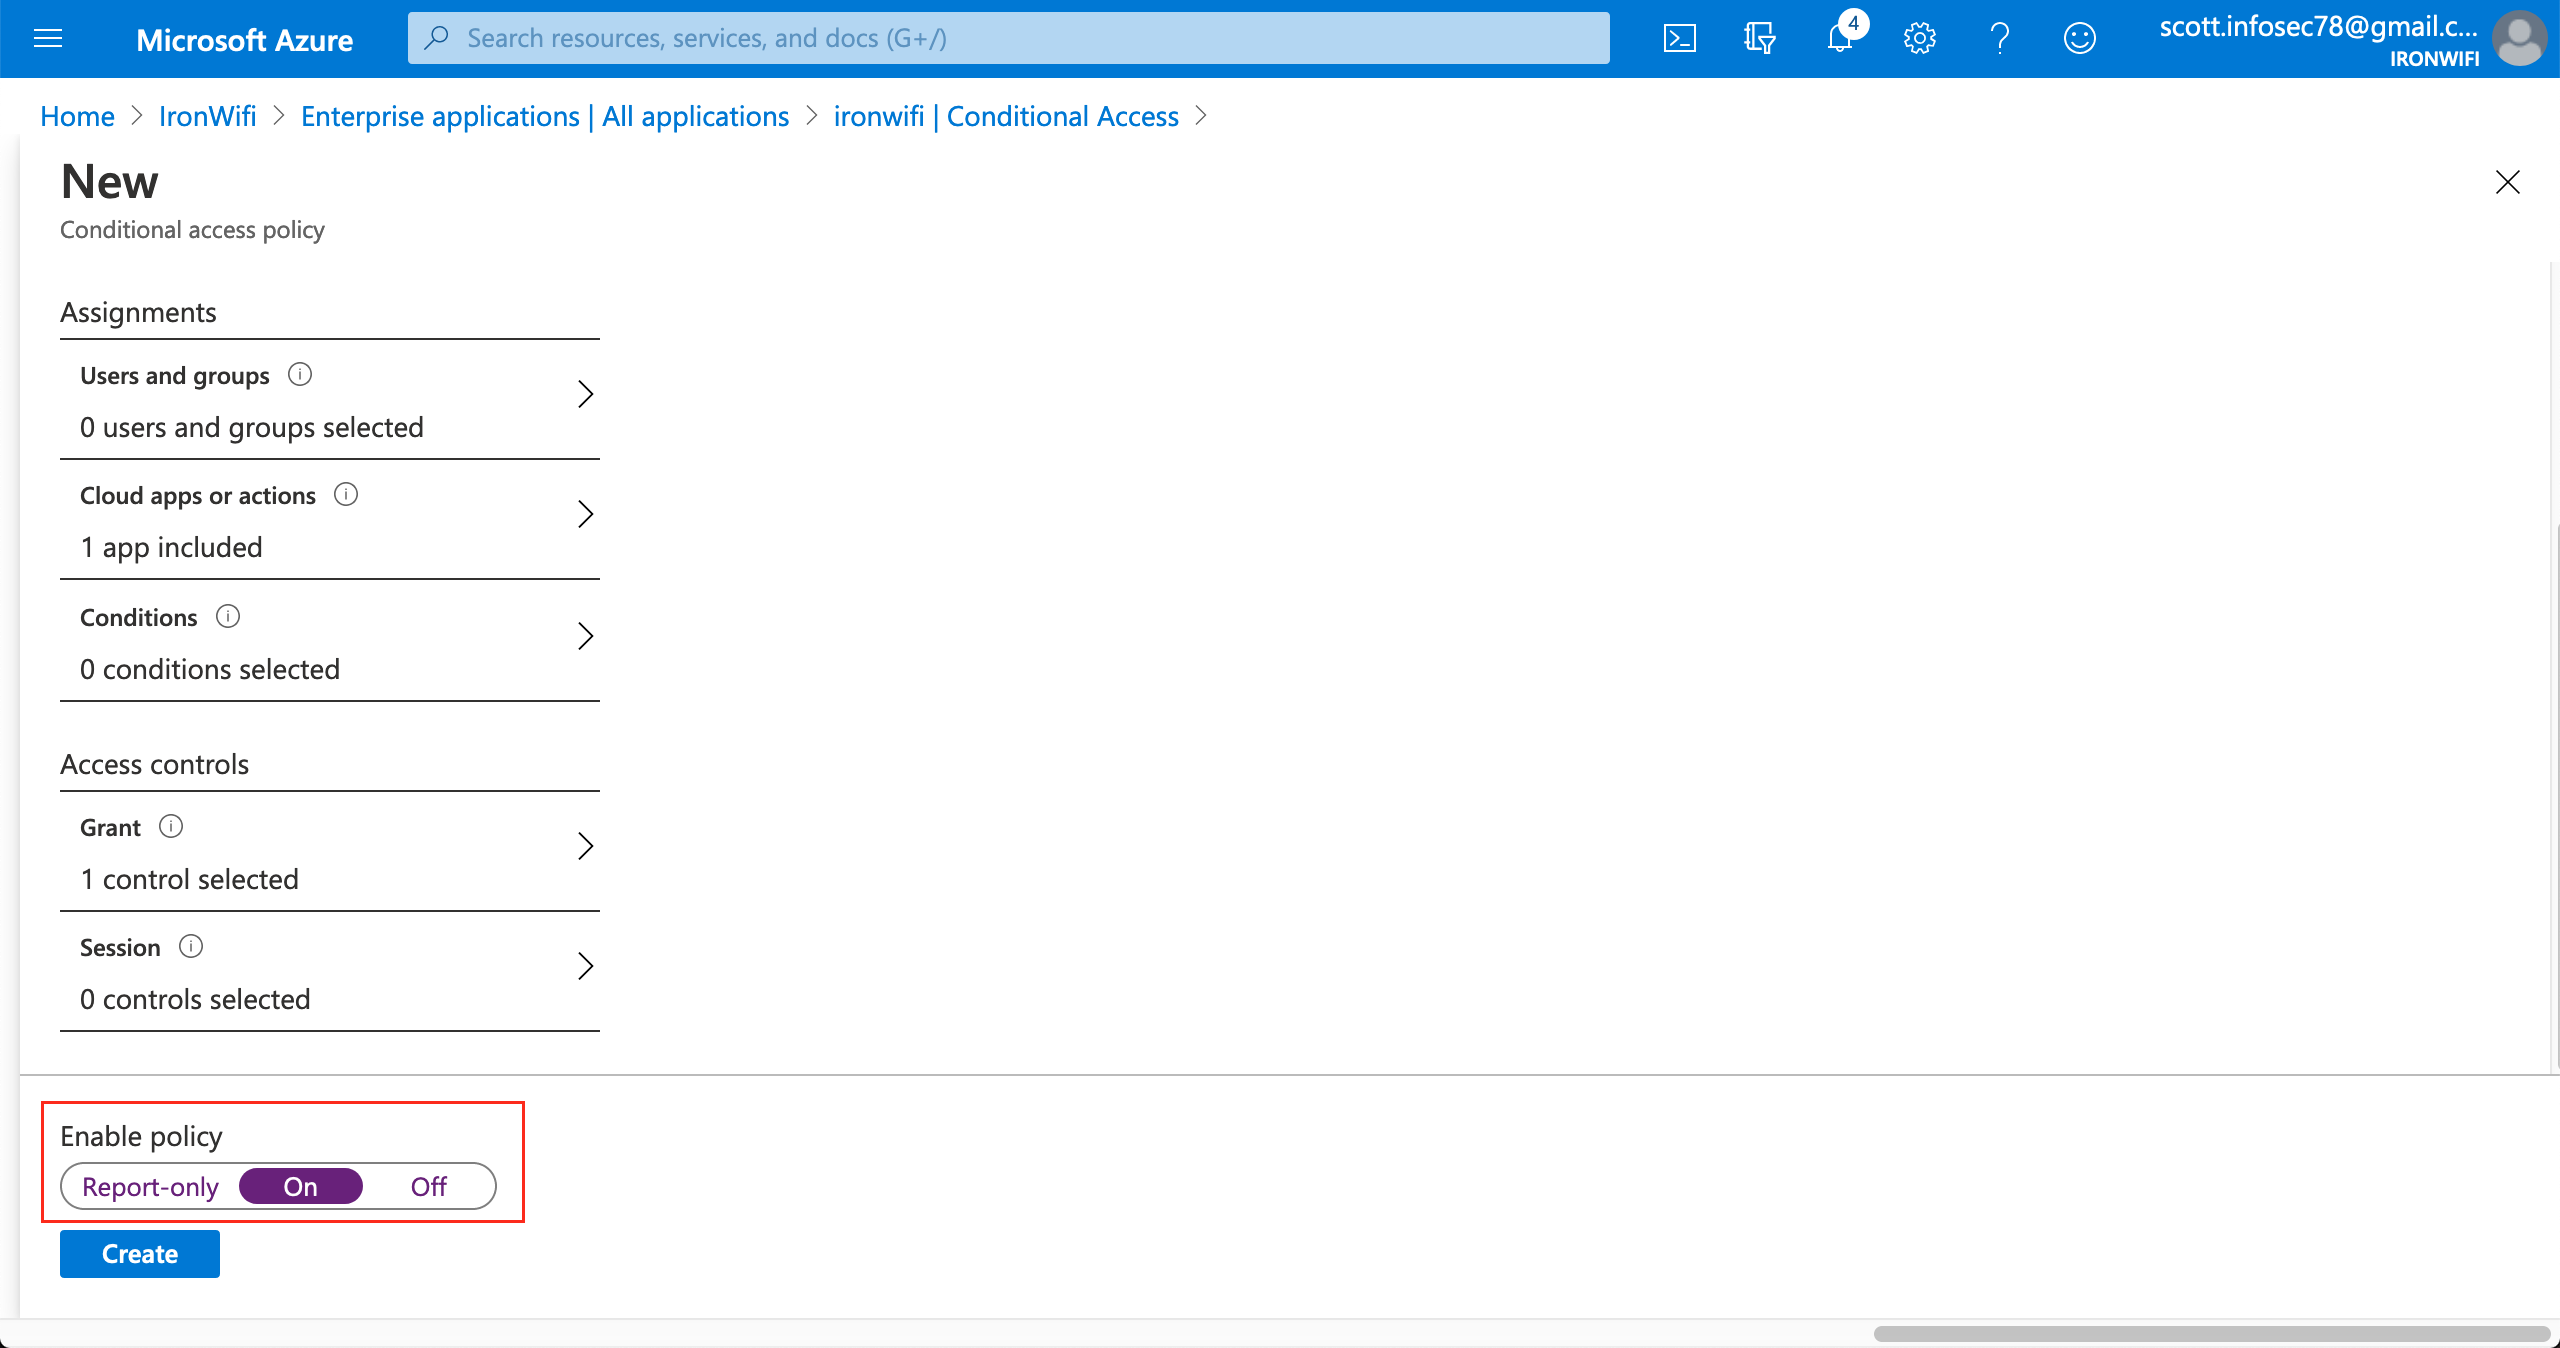 Microsoft Azure
Search resources, services, and docs (G+/)
4
scott.infosec78@gmail.c...
IRONWIFI
Home > IronWifi > Enterprise applications | All applications > ironwifi | Conditional Access >
New
Conditional access policy
Assignments
Users and groups
0 users and groups selected
Cloud apps or actions
1 app included
Conditions
0 conditions selected
Access controls
Grant
1 control selected
Session
0 controls selected
Enable policy
Report-only On Off
Create